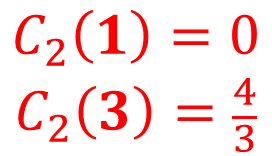 C₂(1) = 0
C₂(3) = 4/3